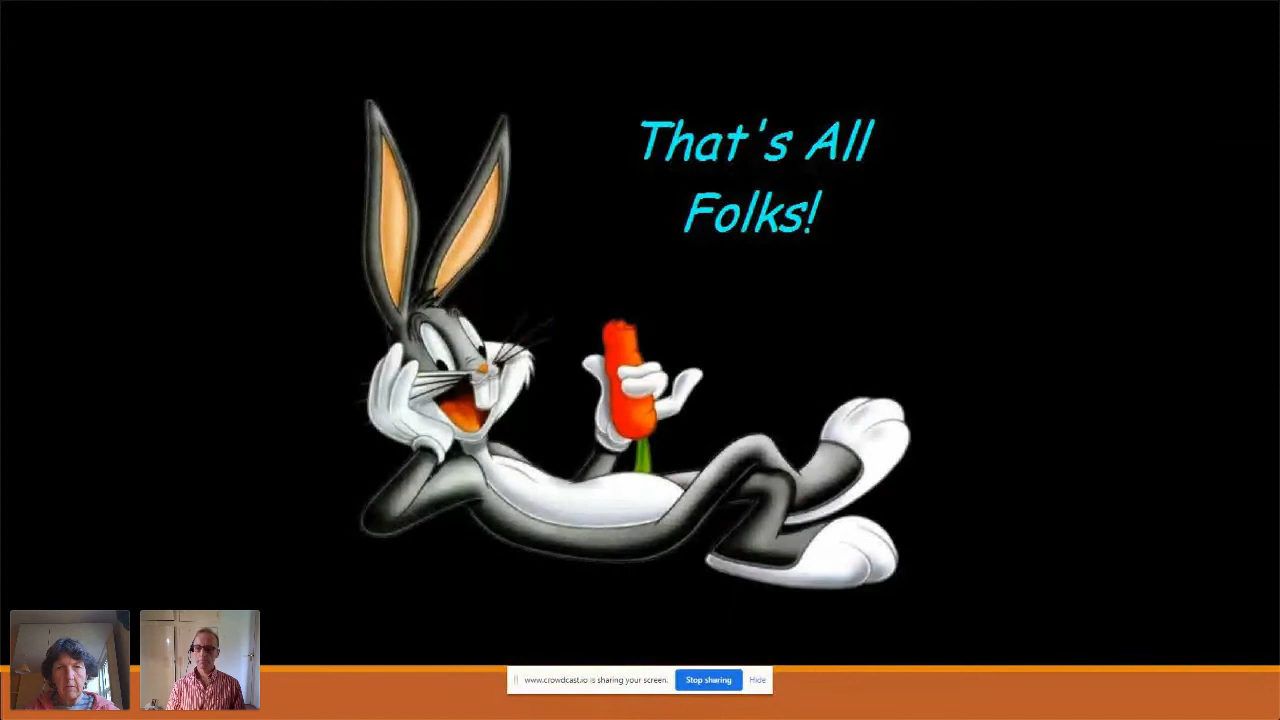 That's All
Folks!
www.crowdcast.io is sharing your screen.
Stop sharing
Hide